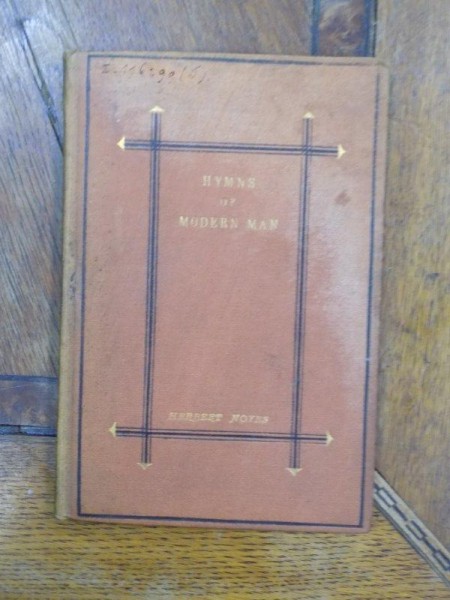 HYMNS
OF
MODERN MAN
HERBERT NOYES